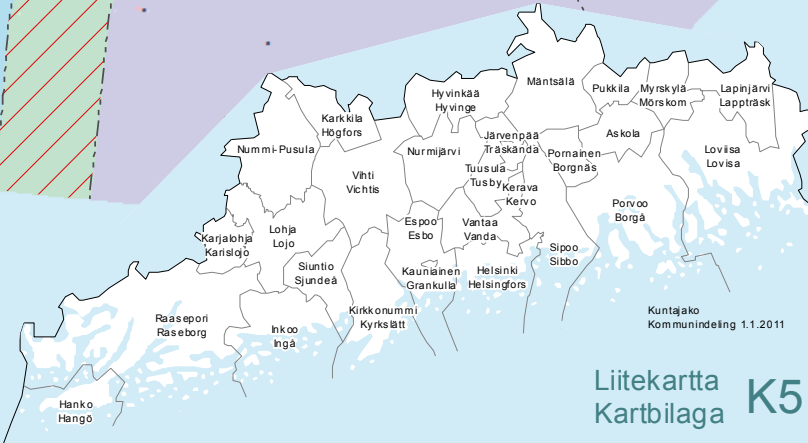 Mäntsälä
Pukkila
Myrskylä
Mörskom
Lapinjärvi
Lappträsk
Hyvinkää
Hyvinge
Karkkila
Högfors
Järvenpää
Träskända
Askola
Nummi-Pusula
Nurmijärvi
Pornainen
Borgnäs
Loviisa
Lovisa
Vihti
Vichtis
Tuusula
Tusby
Kerava
Kervo
Porvoo
Borgå
Espoo
Esbo
Vantaa
Vanda
Karjalohja
Karislojo
Lohja
Lojo
Sipoo
Sibbo
Siuntio
Sjundeå
Kauniainen
Grankulla
Helsinki
Helsingfors
Raasepori
Raseborg
Inkoo
Ingå
Kirkkonummi
Kyrkslätt
Kuntajako
Kommunindeling 1.1.2011
Hanko
Hangö
Liitekartta
Kartbilaga
K5